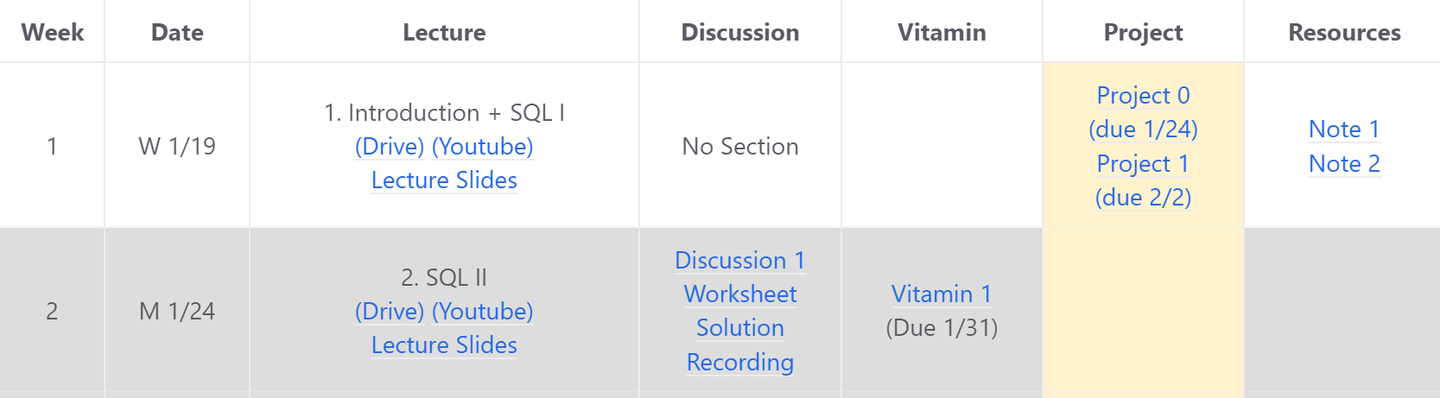 Week Date Lecture Discussion Vitamin Project Resources
1 W 1/19 1. Introduction + SQL I
(Drive) (Youtube)
Lecture Slides
No Section
Project 0
(due 1/24)
Project 1
(due 2/2)
Note 1
Note 2
2 M 1/24 2. SQL II
(Drive) (Youtube)
Lecture Slides
Discussion 1
Worksheet
Solution
Recording
Vitamin 1
(Due 1/31)